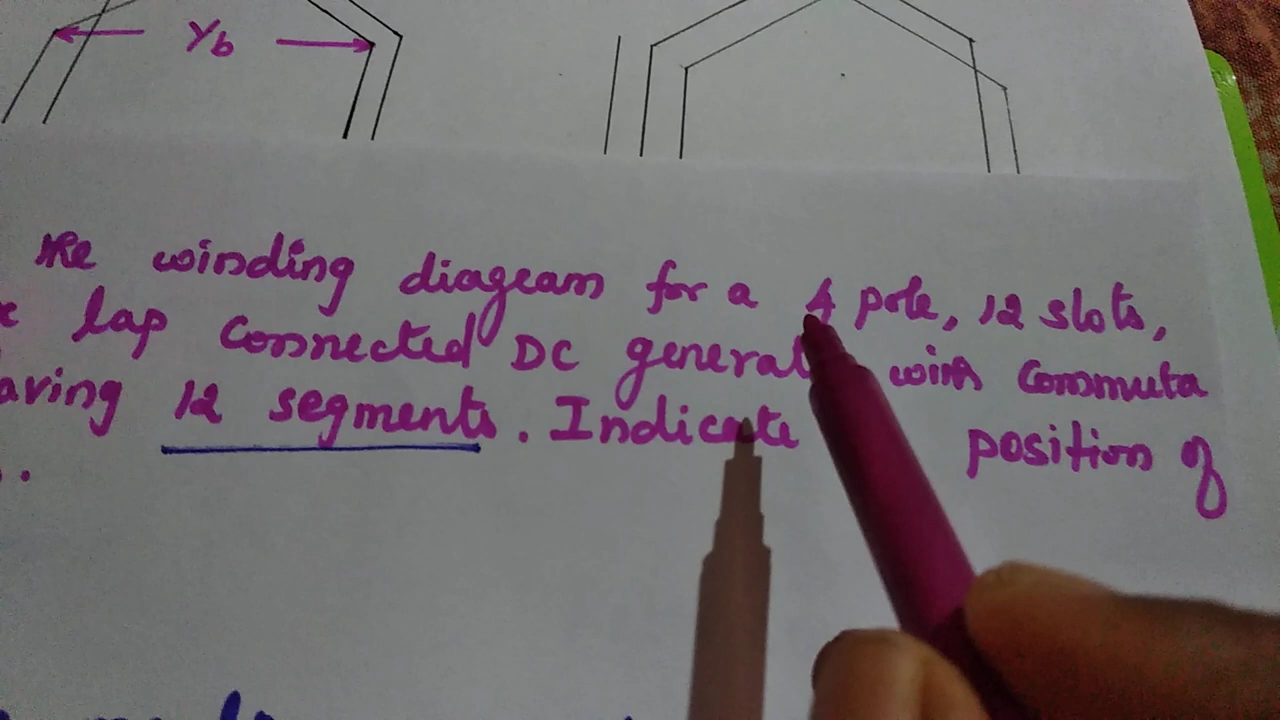 Yb
the winding diagram for a 4 pole, 12 slots,
lap connected DC generat with Commuta
aving 12 segments. Indicate position of